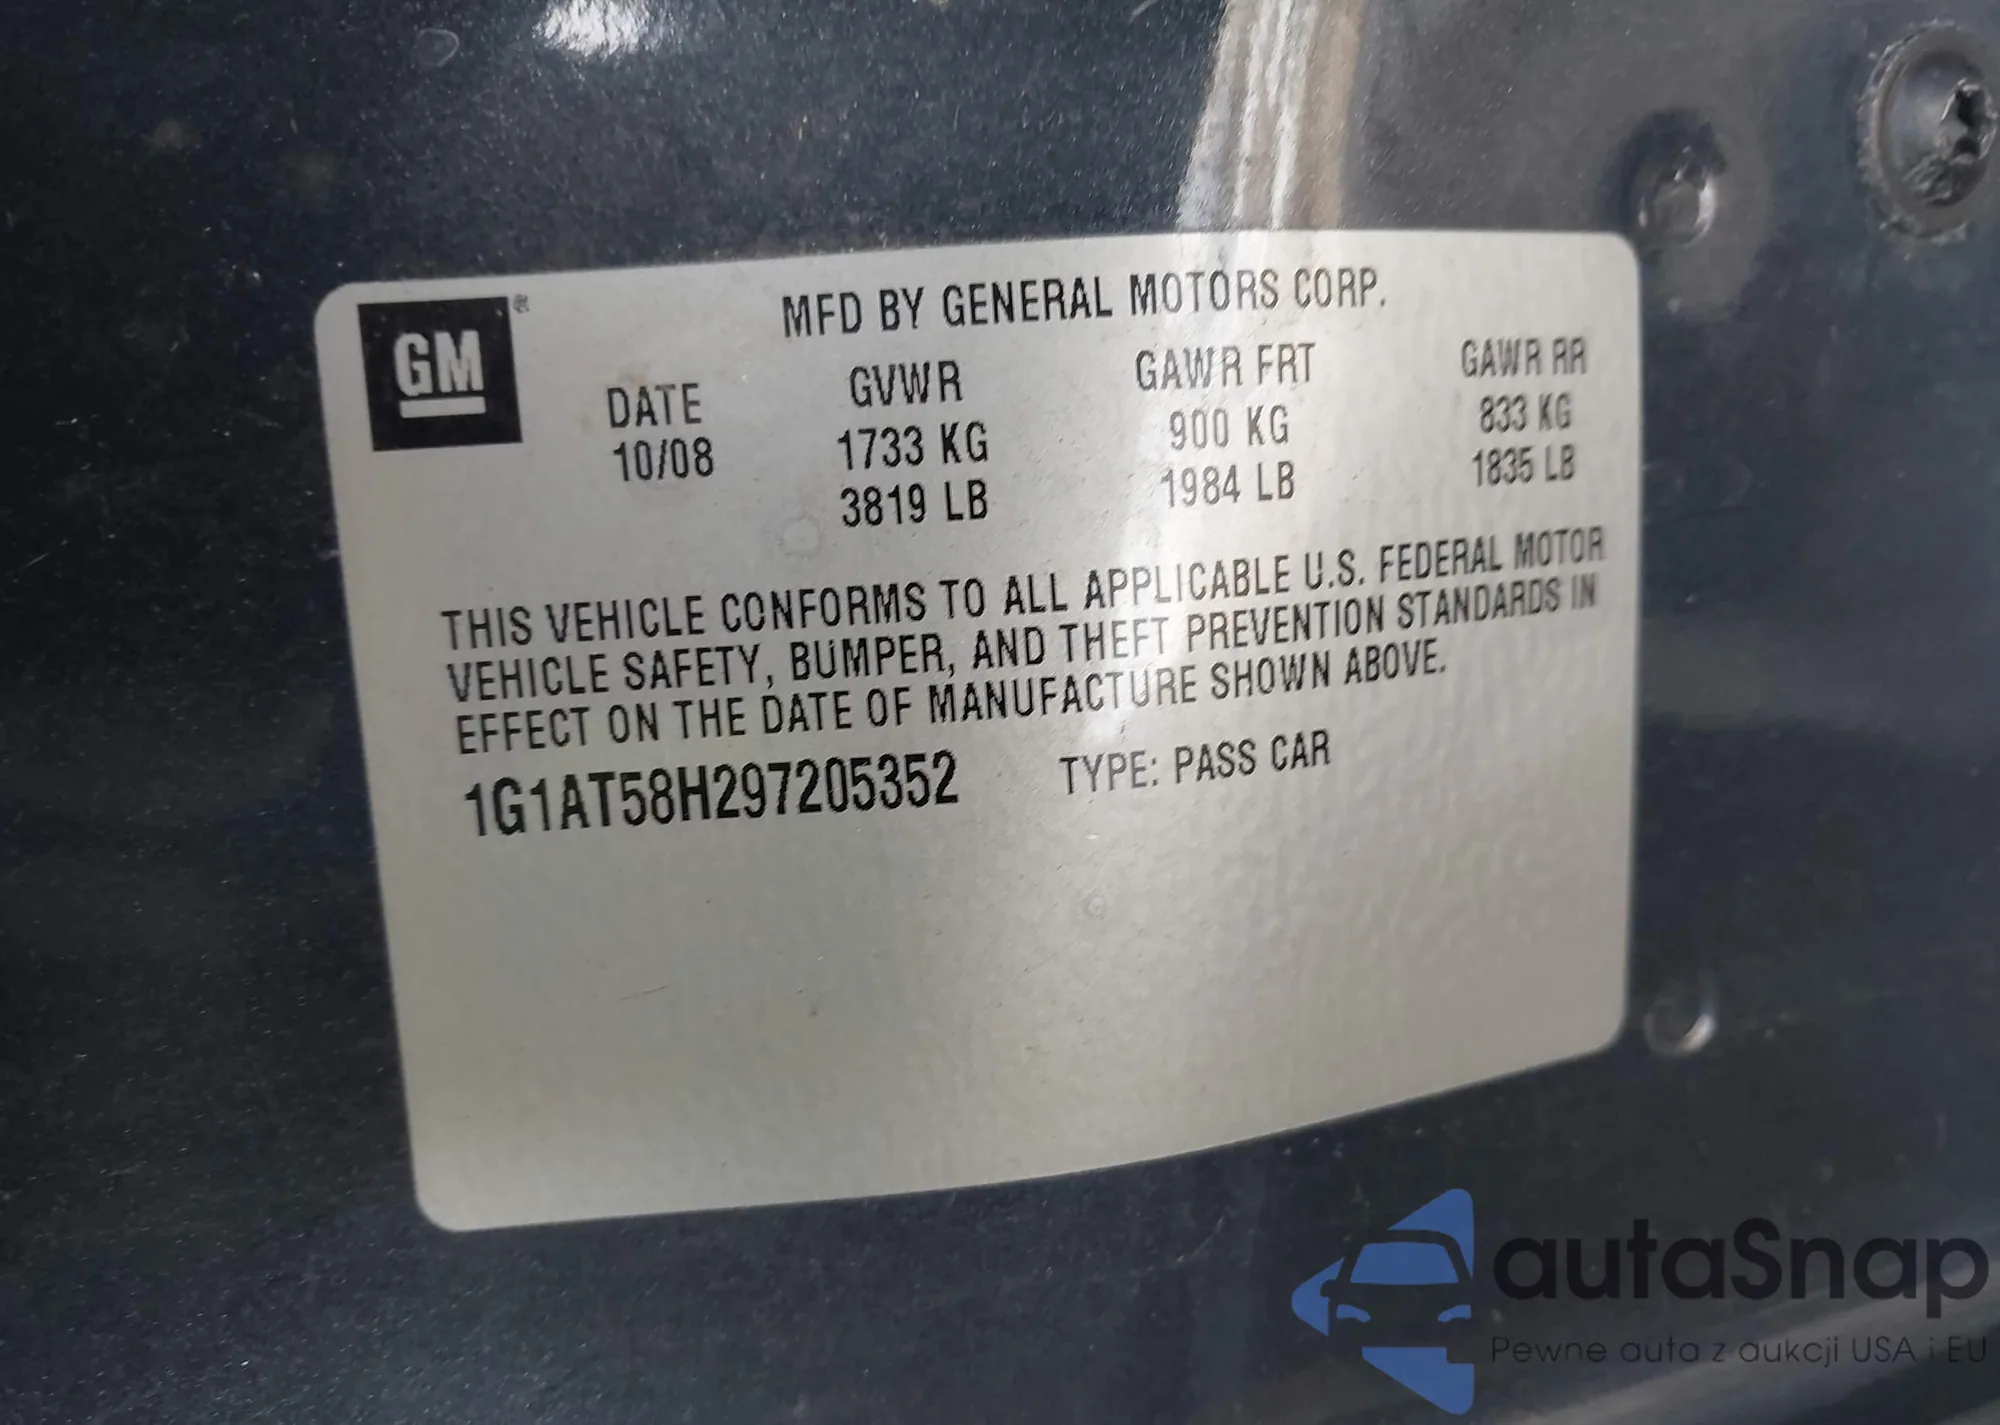 GM®
MFD BY GENERAL MOTORS CORP.
DATE GVWR GAWR FRT GAWR RR
10/08 1733 KG 900 KG 833 KG
3819 LB 1984 LB 1835 LB
THIS VEHICLE CONFORMS TO ALL APPLICABLE U.S. FEDERAL MOTOR
VEHICLE SAFETY, BUMPER, AND THEFT PREVENTION STANDARDS IN
EFFECT ON THE DATE OF MANUFACTURE SHOWN ABOVE.
1G1AT58H297205352 TYPE: PASS CAR
autaSnap
Pewne auta z aukcji USA i EU